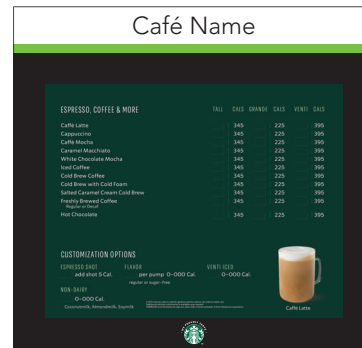 Café Name
ESPRESSO, COFFEE & MORE TALL CALS GRANDE CALS VENTI CALS
Caffè Latte 345 225 395
Cappuccino 345 225 395
Caffè Mocha 345 225 395
Caramel Macchiato 345 225 395
White Chocolate Mocha 345 225 395
Iced Coffee 345 225 395
Cold Brew Coffee 345 225 395
Cold Brew with Cold Foam 345 225 395
Salted Caramel Cream Cold Brew 345 225 395
Freshly Brewed Coffee 345 225 395
Regular or Decaf
Hot Chocolate 345 225 395
CUSTOMIZATION OPTIONS
ESPRESSO SHOT FLAVOR VENTI ICED
add shot 5 Cal. per pump 0–000 Cal. 0–000 Cal.
regular or sugar-free
NON-DAIRY
0–000 Cal.
Coconutmilk, Almondmilk, Soymilk
Caffè Latte